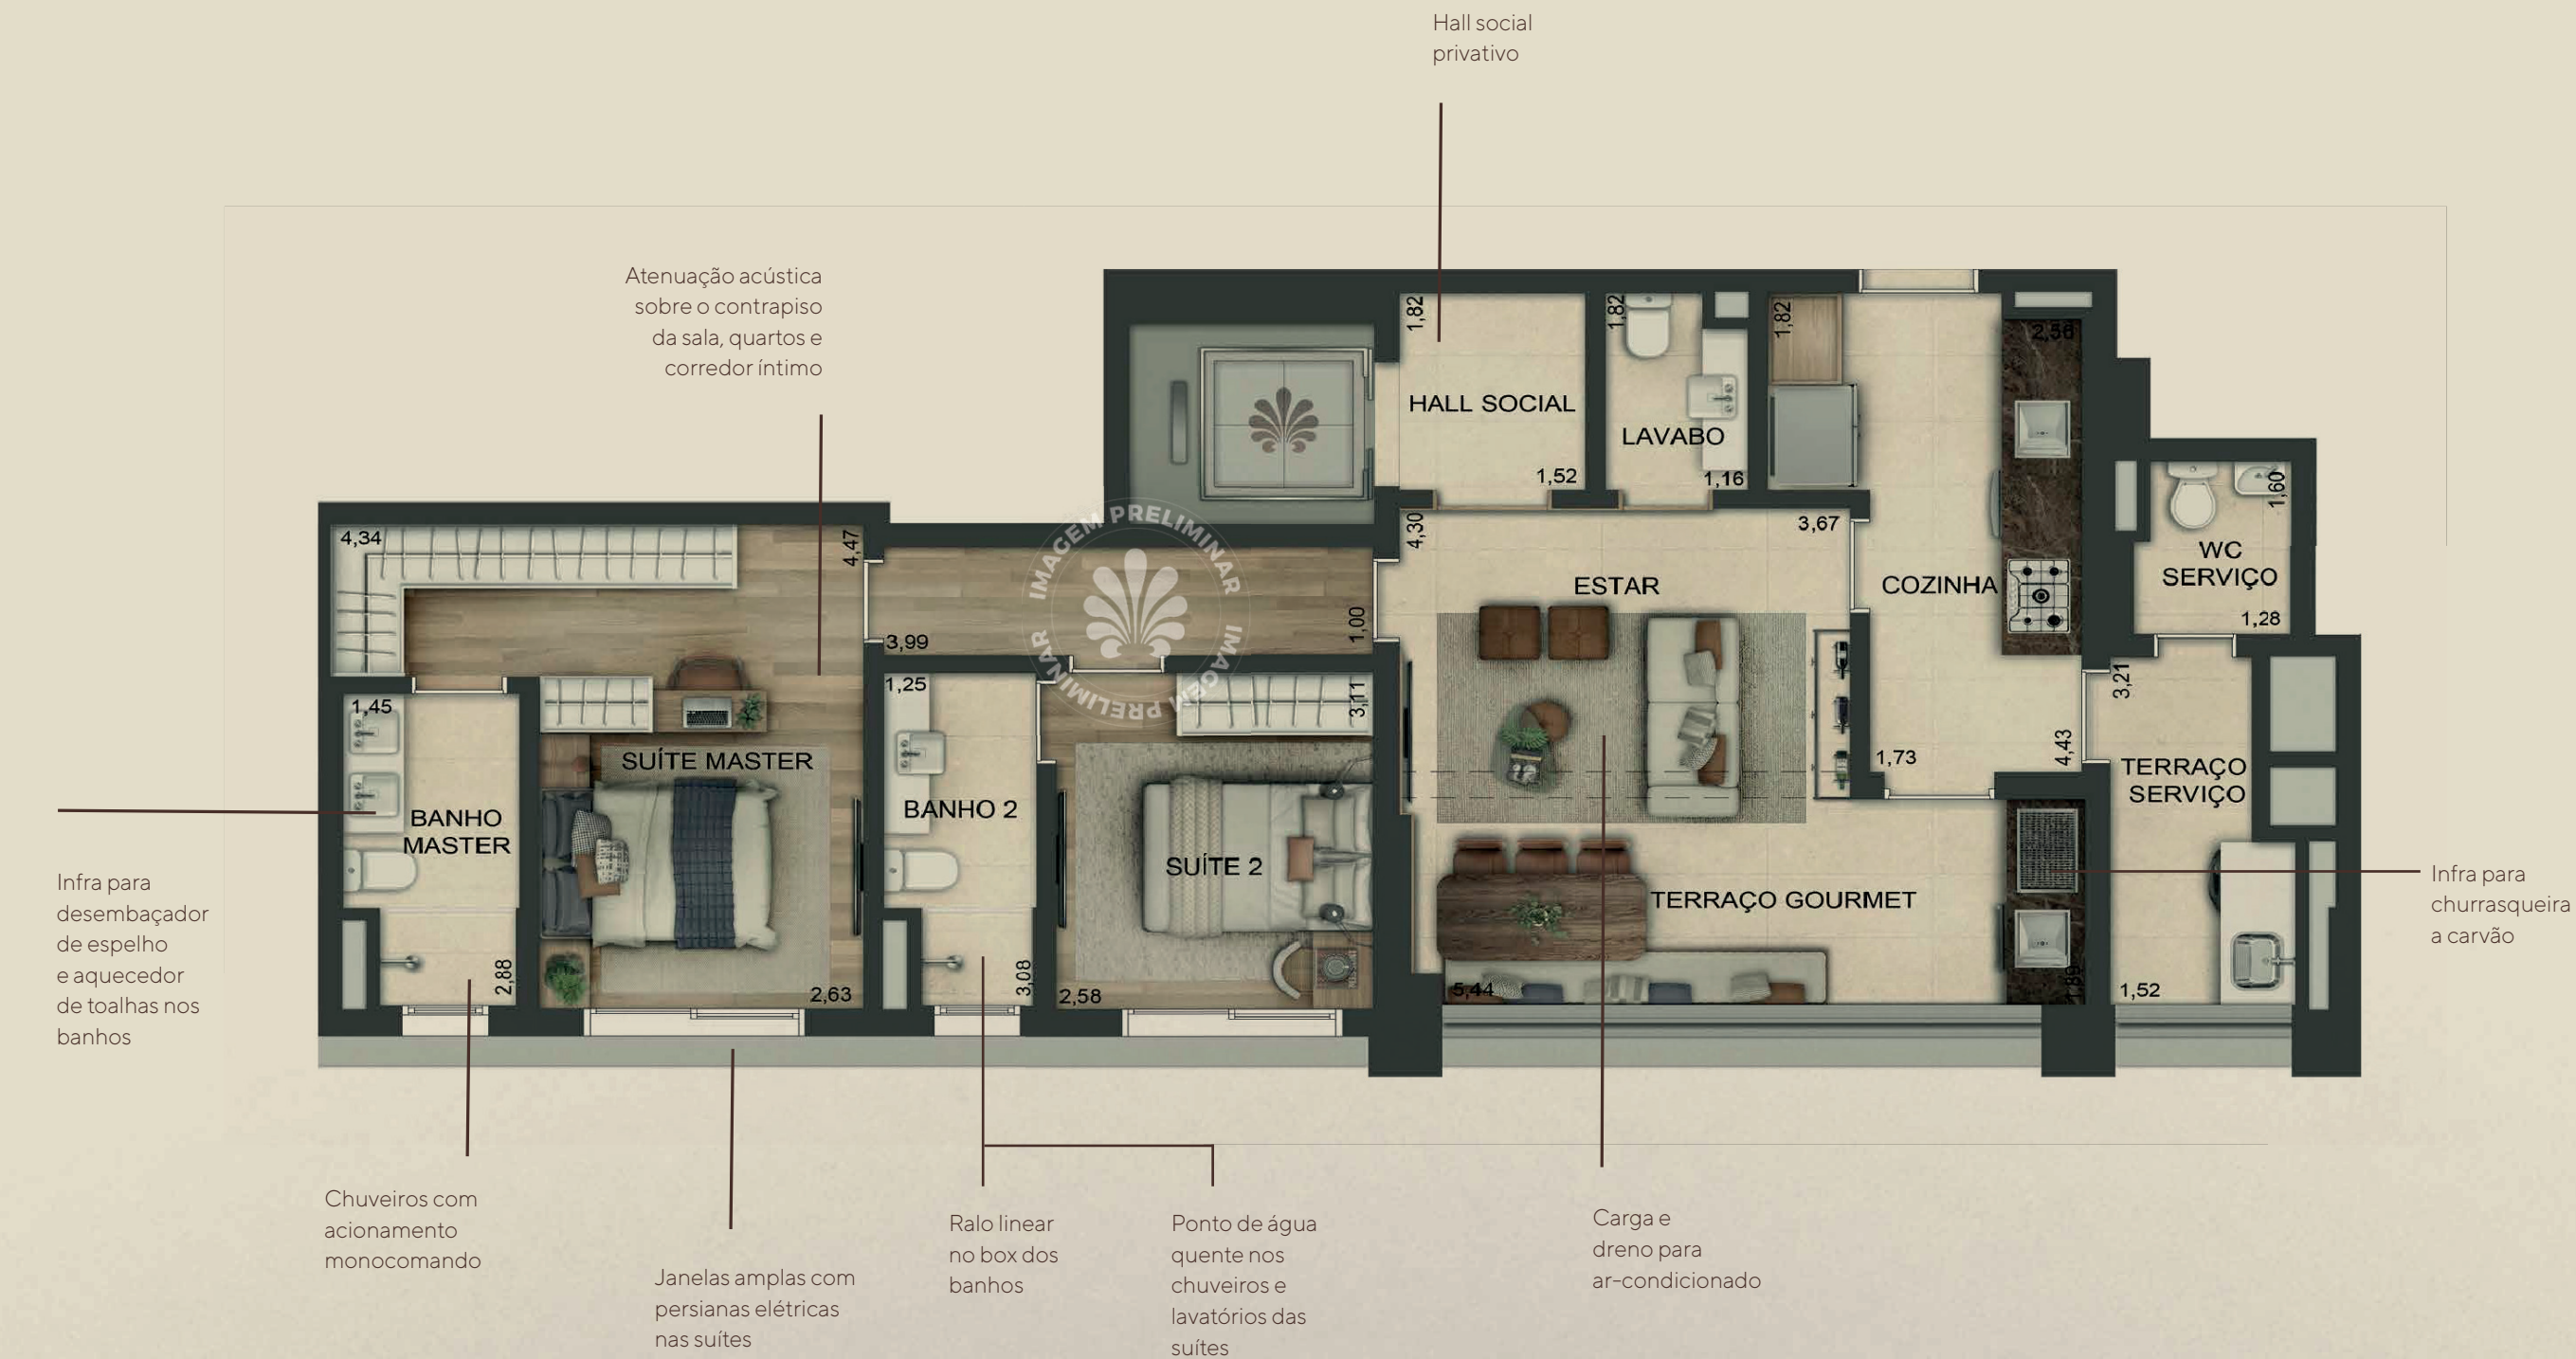 Hall social
privativo
Atenuação acústica
sobre o contrapiso
da sala, quartos e
corredor íntimo
1,82
HALL SOCIAL
1,52
1,82
LAVABO
1,16
1,82
2,56
COZINHA
1,73
4,43
1,60
WC
SERVIÇO
1,28
4,34
4,47
3,99
1,00
IMAGEM PRELIMINAR
IMAGEM PRELIMINAR
4,30
3,67
ESTAR
3,21
TERRAÇO
SERVIÇO
1,52
1,45
BANHO
MASTER
2,88
SUÍTE MASTER
2,63
1,25
BANHO 2
3,08
3,11
SUÍTE 2
2,58
TERRAÇO GOURMET
5,44
1,89
Infra para
desembaçador
de espelho
e aquecedor
de toalhas nos
banhos
Infra para
churrasqueira
a carvão
Chuveiros com
acionamento
monocomando
Janelas amplas com
persianas elétricas
nas suítes
Ralo linear
no box dos
banhos
Ponto de água
quente nos
chuveiros e
lavatórios das
suítes
Carga e
dreno para
ar-condicionado